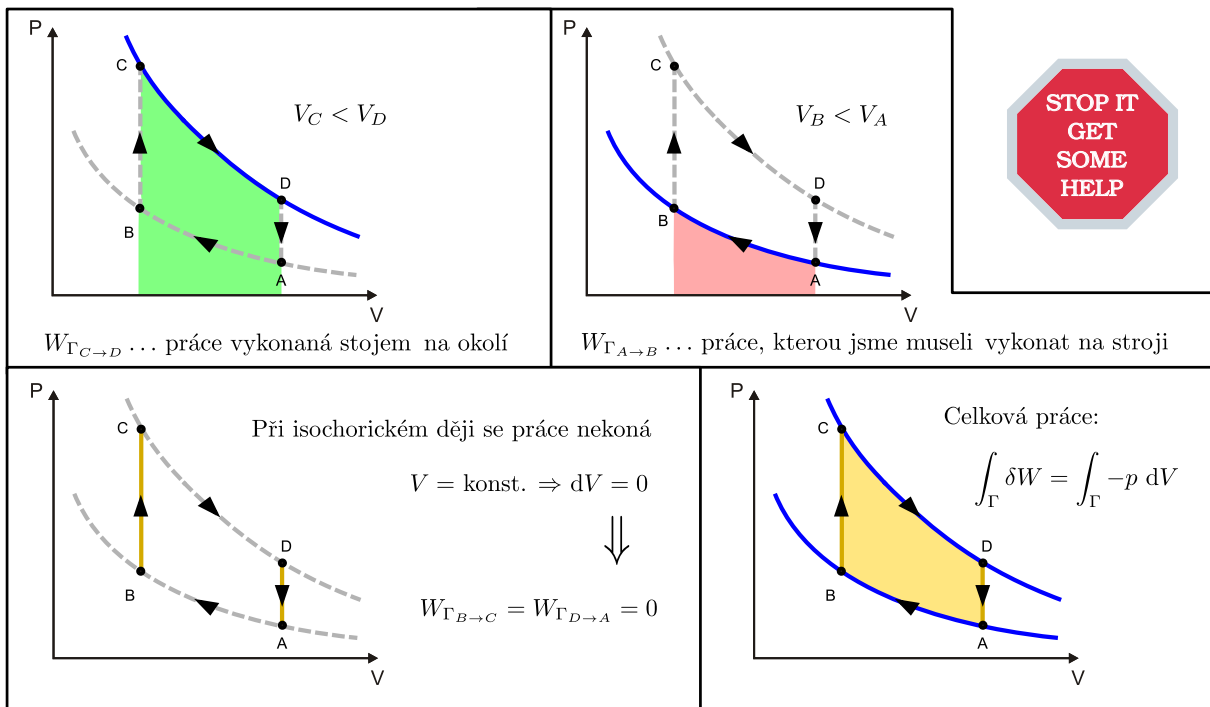 P
C
V_C < V_D
D
B
A
V
W_{Γ_{C→D}} … práce vykonaná stojem na okolí
P
C
V_B < V_A
D
B
A
V
W_{Γ_{A→B}} … práce, kterou jsme museli vykonat na stroji
STOP IT
GET
SOME
HELP
P
C
Při isochorickém ději se práce nekoná
V = konst. ⇒ dV = 0
⇓
D
B
W_{Γ_{B→C}} = W_{Γ_{D→A}} = 0
A
V
P
Celková práce:
C
∫_Γ δW = ∫_Γ −p dV
D
B
A
V